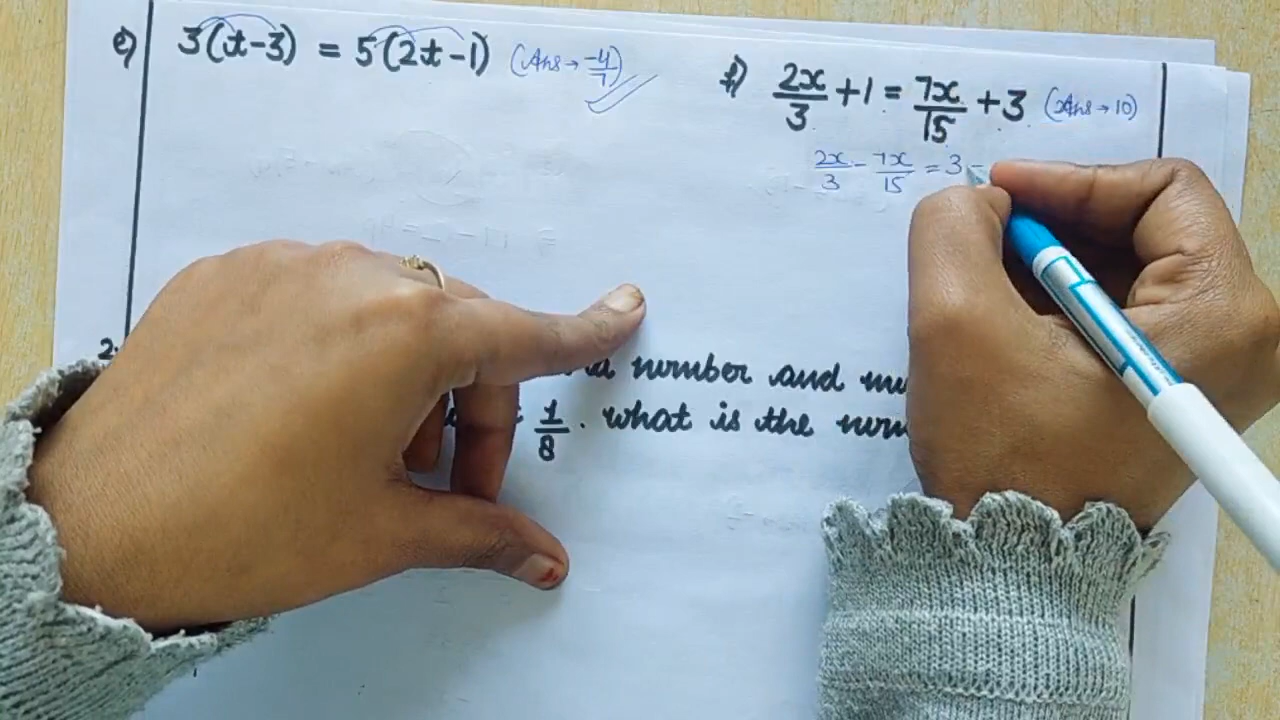 e) 3(t-3) = 5(2t-1) (Ans → -4/7)
f) 2x/3 + 1 = 7x/15 + 3 (Ans → 10)
2x/3 - 7x/15 = 3 -
2.
a number and
1/8. what is the